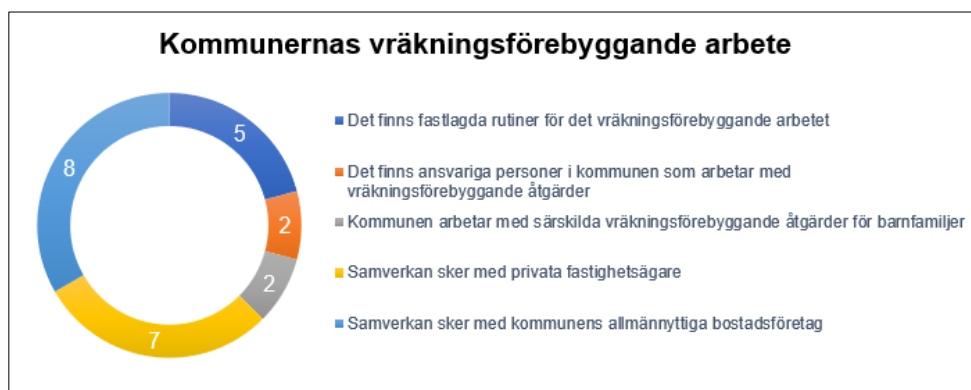 Kommunernas vräkningsförebyggande arbete
5
2
2
7
8
Det finns fastlagda rutiner för det vräkningsförebyggande arbetet
Det finns ansvariga personer i kommunen som arbetar med
vräkningsförebyggande åtgärder
Kommunen arbetar med särskilda vräkningsförebyggande åtgärder för barnfamiljer
Samverkan sker med privata fastighetsägare
Samverkan sker med kommunens allmännyttiga bostadsföretag